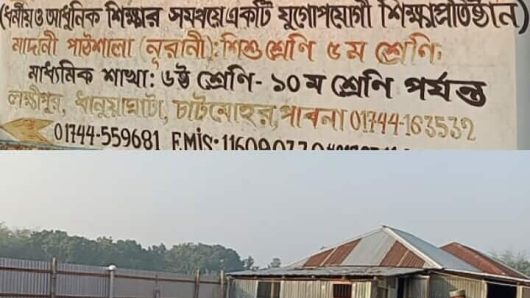 (ধর্মীয় ও আধুনিক শিক্ষার সমন্বয়ে একটি যুগোপযোগী শিক্ষা প্রতিষ্ঠান)
মাদানী পাঠশালা (নূরানী): শিশু শ্রেণি ৫ম শ্রেণি,
মাধ্যমিক শাখা: ৬ষ্ঠ শ্রেণি- ১০ম শ্রেণি পর্যন্ত
লক্ষীপুর, ধানুয়াঘাটা, চাটমোহর, পাবনা 01744-163532
01744-559681 EMIS: